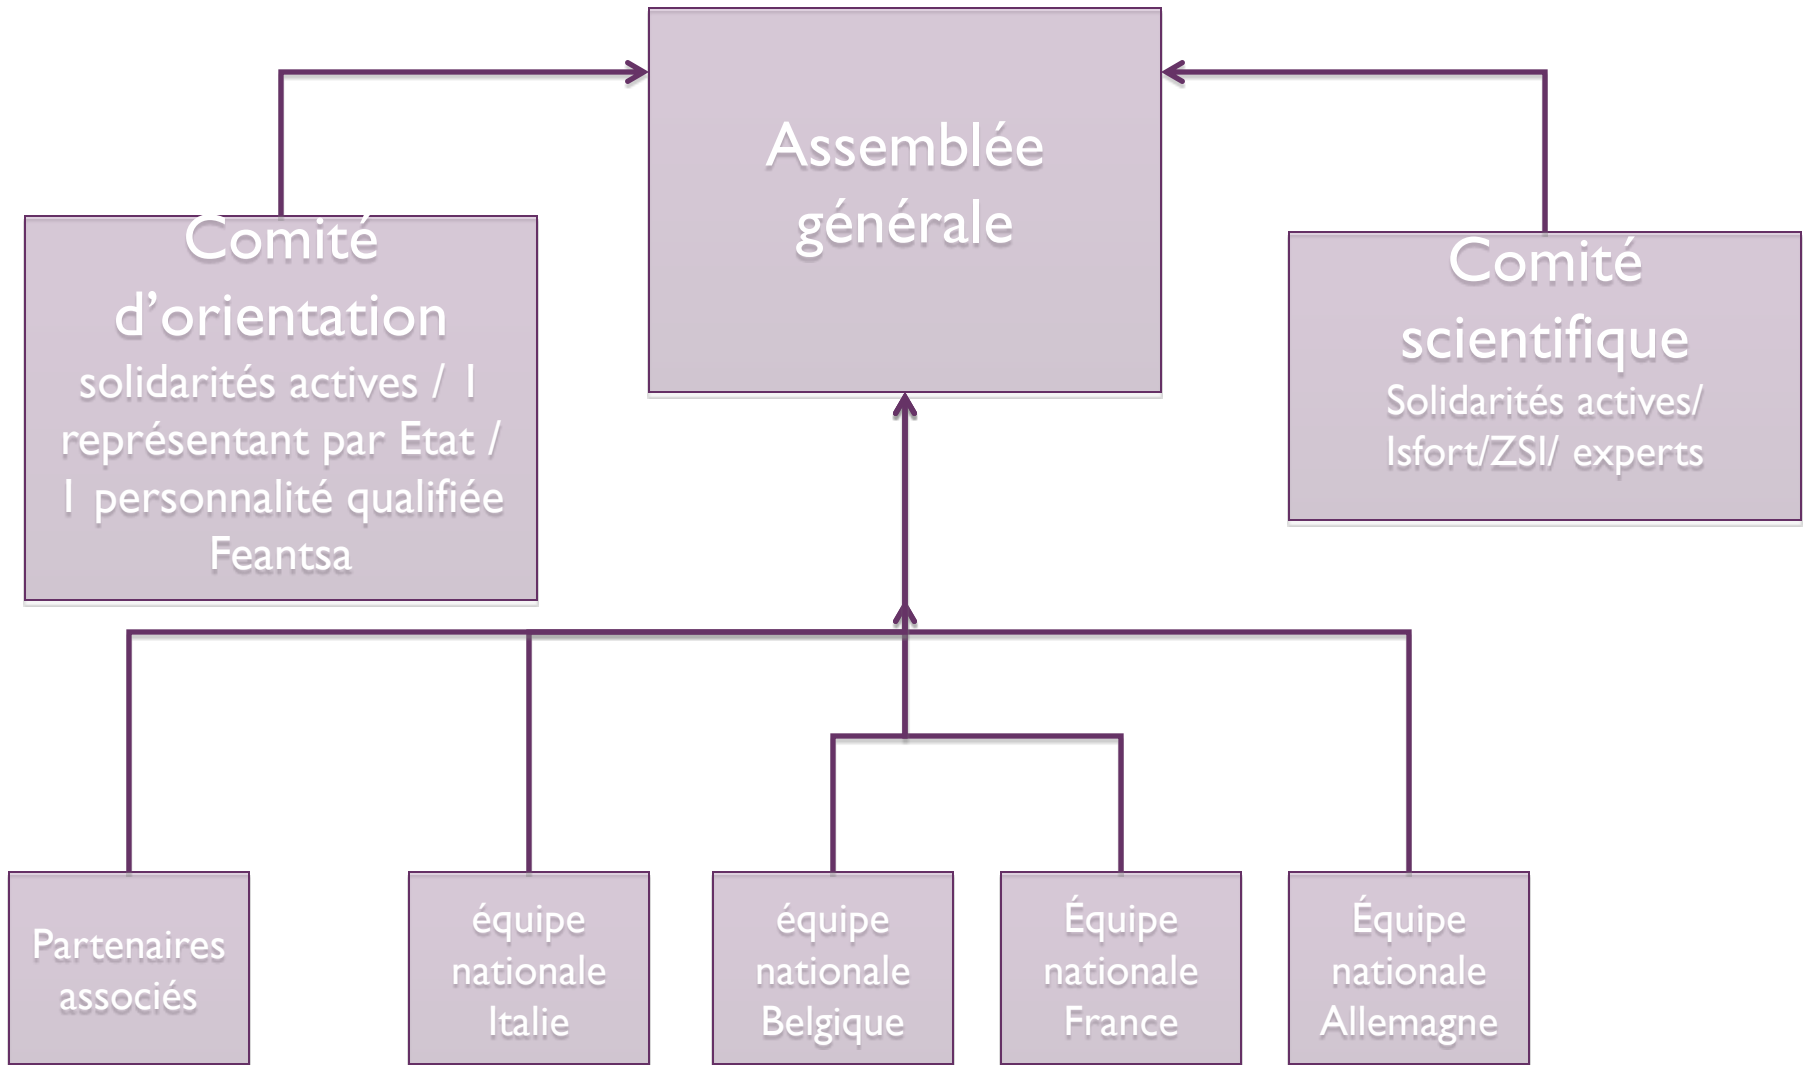 Assemblée
générale
Comité
d’orientation
solidarités actives / 1
représentant par Etat /
1 personnalité qualifiée
Feantsa
Comité
scientifique
Solidarités actives/
Isfort/ZSI/ experts
Partenaires
associés
équipe
nationale
Italie
équipe
nationale
Belgique
Équipe
nationale
France
Équipe
nationale
Allemagne